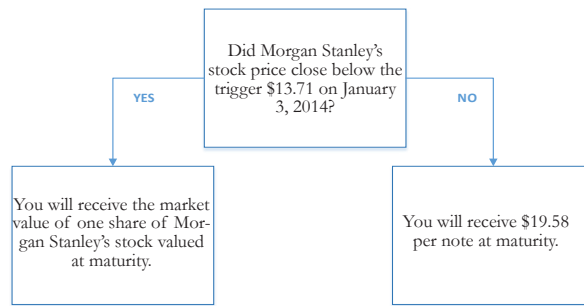 Did Morgan Stanley's
stock price close below the
trigger $13.71 on January
3, 2014?
YES
NO
You will receive the market
value of one share of Mor-
gan Stanley's stock valued
at maturity.
You will receive $19.58
per note at maturity.